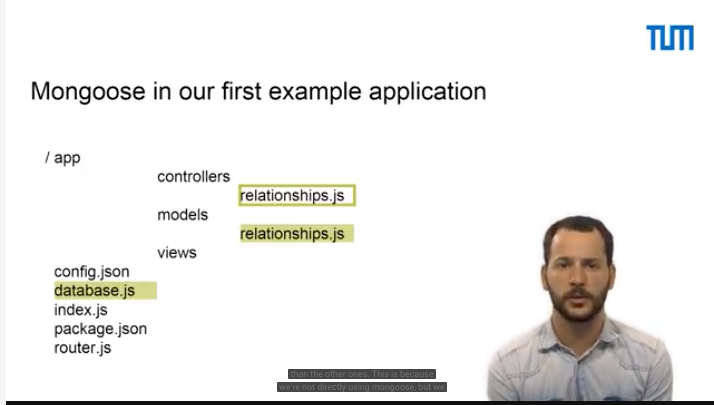 TUM
Mongoose in our first example application
/ app
controllers
relationships.js
models
relationships.js
views
config.json
database.js
index.js
package.json
router.js
than the other ones. This is because
we're not directly using mongoose, but we